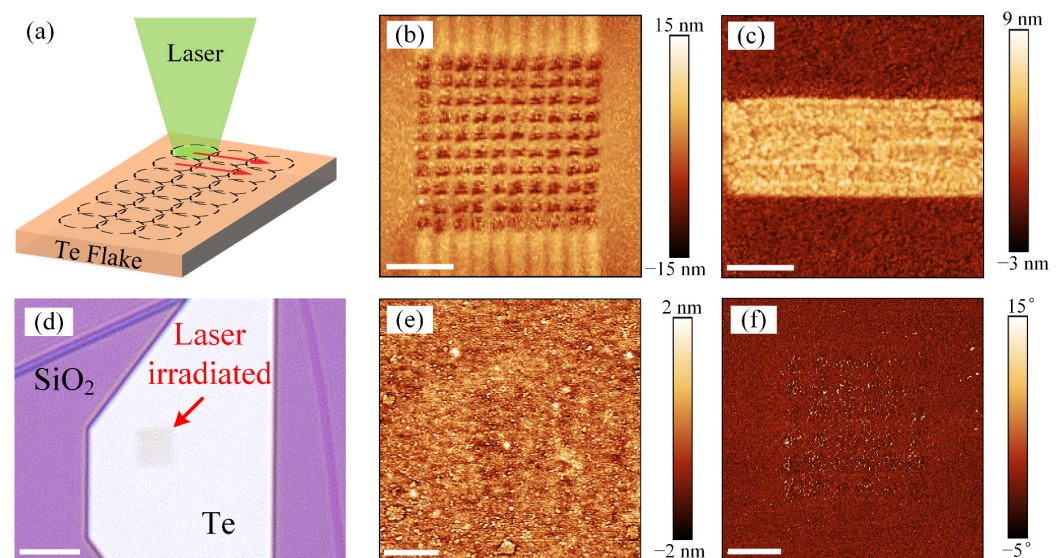 (a)
Laser
Te Flake
(b)
15 nm
−15 nm
(c)
9 nm
−3 nm
(d)
Laser
irradiated
SiO₂
Te
(e)
2 nm
−2 nm
(f)
15°
−5°